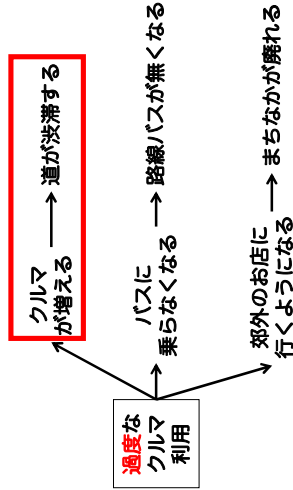 過度な
クルマ
利用
クルマ
が増える
道が渋滞する
バスに
乗らなくなる
路線バスが無くなる
郊外のお店に
行くようになる
まちなかが廃れる